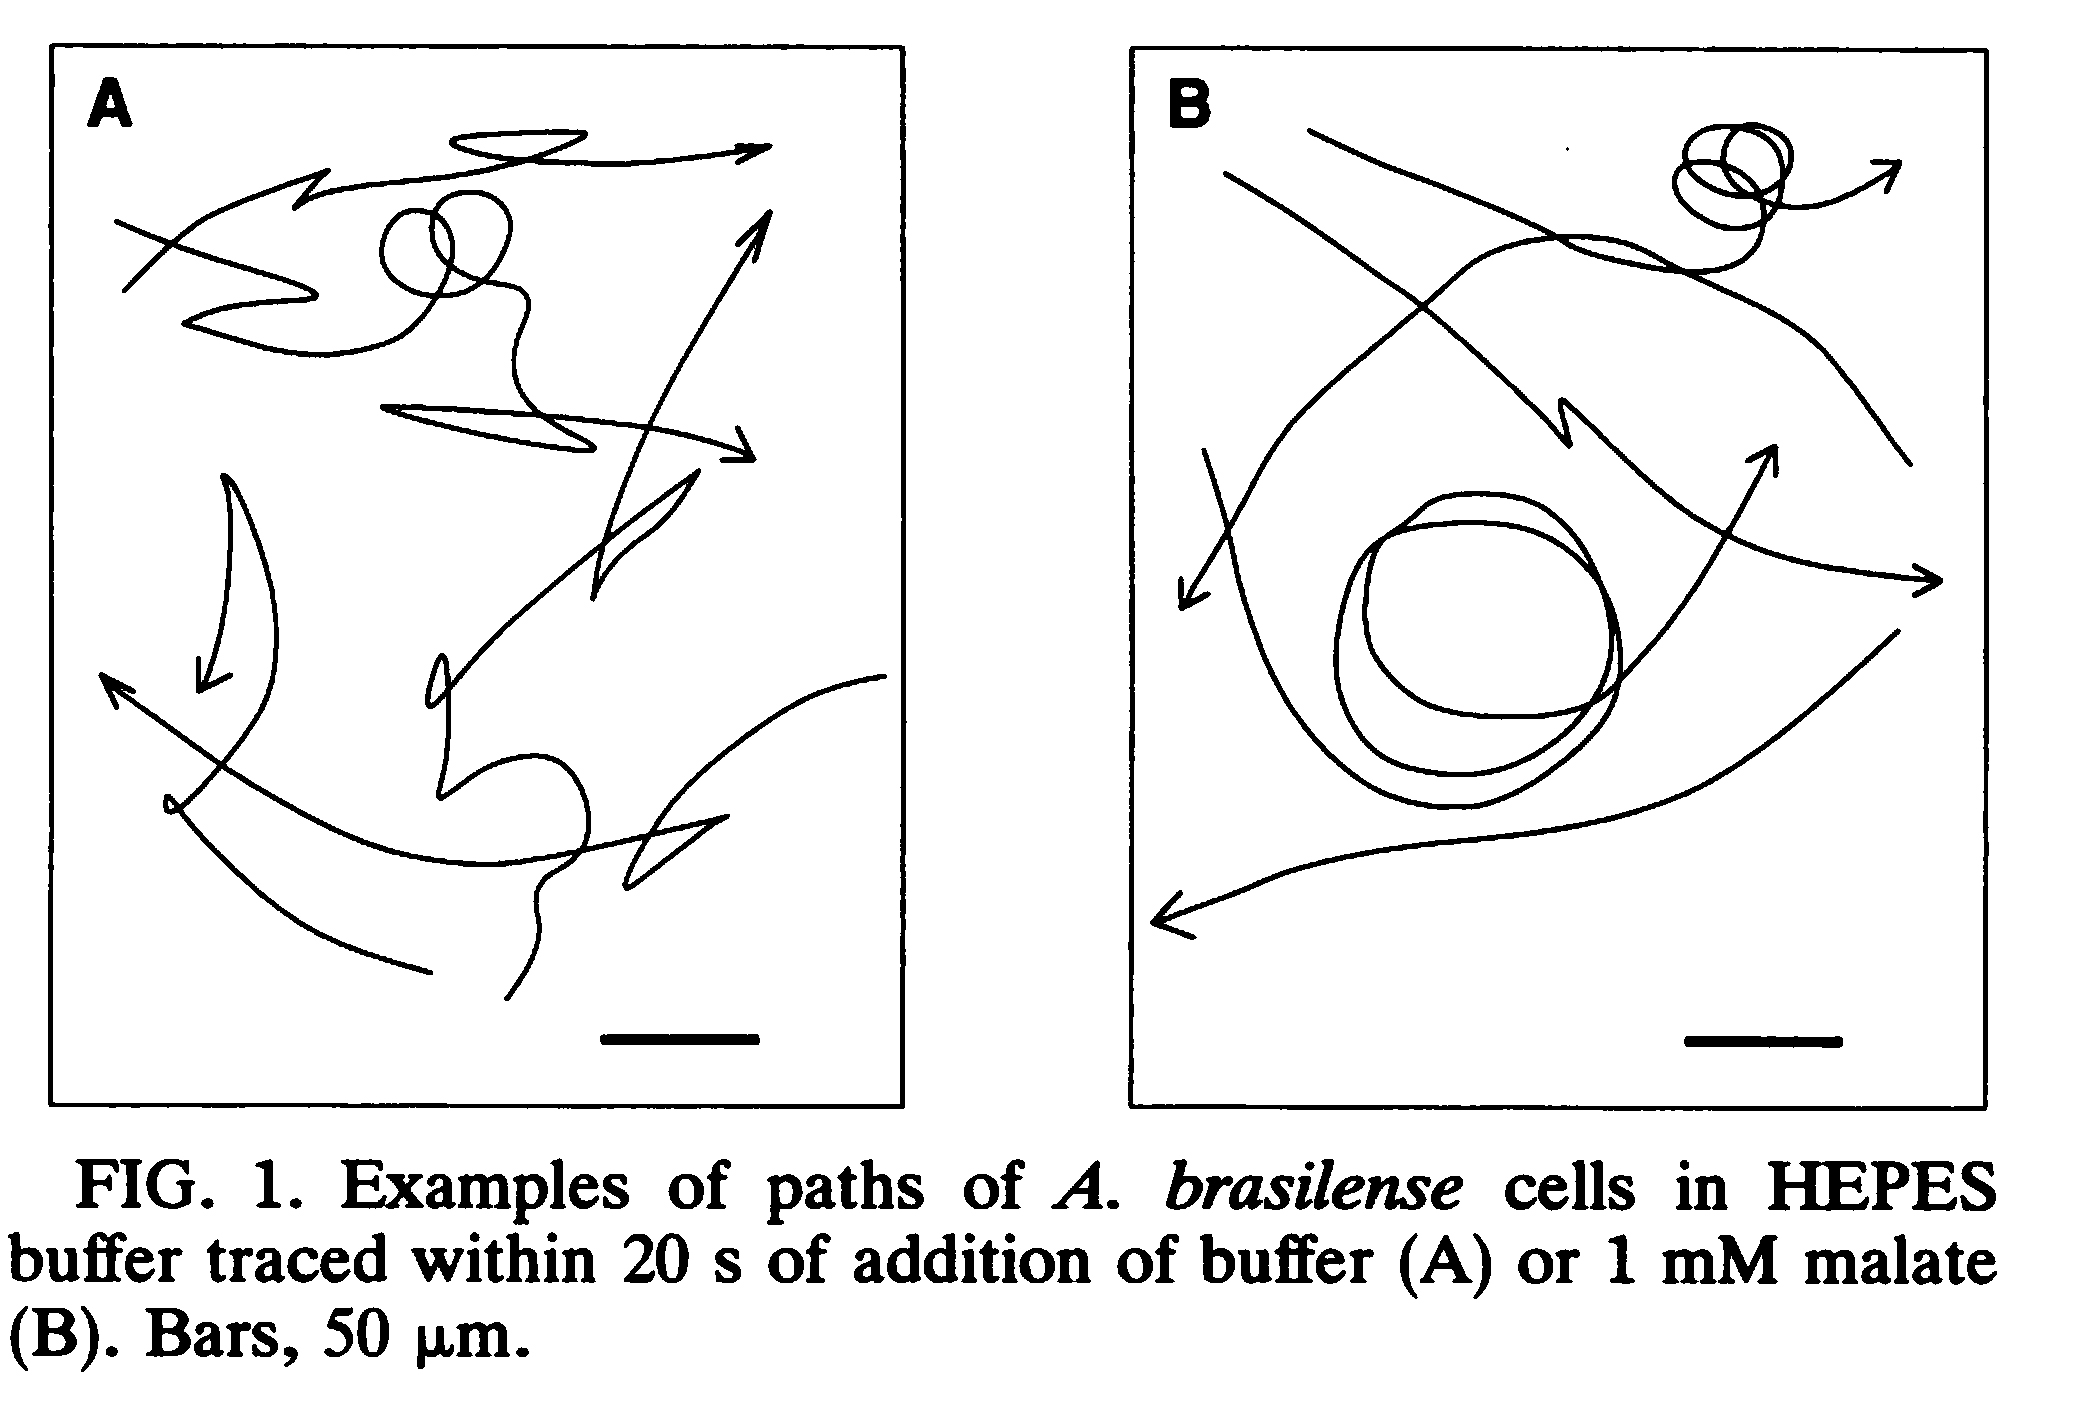 A
B
FIG. 1. Examples of paths of A. brasilense cells in HEPES
buffer traced within 20 s of addition of buffer (A) or 1 mM malate
(B). Bars, 50 μm.